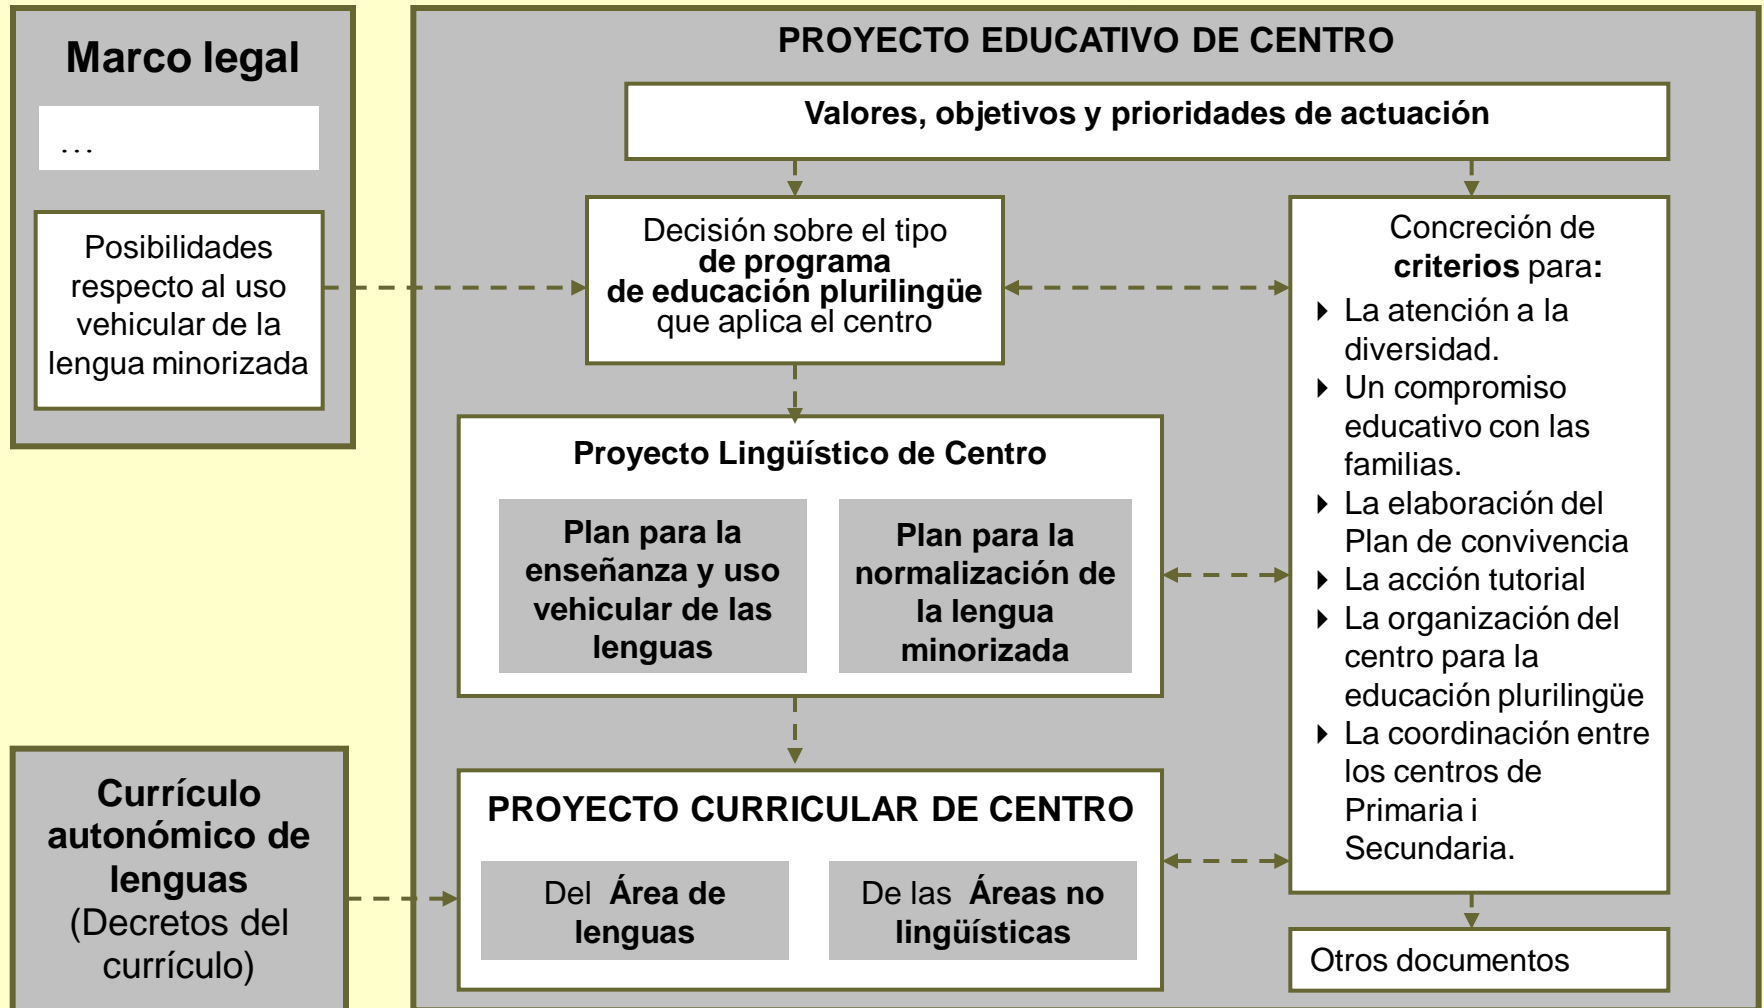 Marco legal
…
Posibilidades
respecto al uso
vehicular de la
lengua minorizada
Currículo
autonómico de
lenguas
(Decretos del
currículo)
PROYECTO EDUCATIVO DE CENTRO
Valores, objetivos y prioridades de actuación
Decisión sobre el tipo
de programa
de educación plurilingüe
que aplica el centro
Proyecto Lingüístico de Centro
Plan para la
enseñanza y uso
vehicular de las
lenguas
Plan para la
normalización de
la lengua
minorizada
PROYECTO CURRICULAR DE CENTRO
Del Área de
lenguas
De las Áreas no
lingüísticas
Concreción de
criterios para:
La atención a la
diversidad.
Un compromiso
educativo con las
familias.
La elaboración del
Plan de convivencia
La acción tutorial
La organización del
centro para la
educación plurilingüe
La coordinación entre
los centros de
Primaria i
Secundaria.
Otros documentos